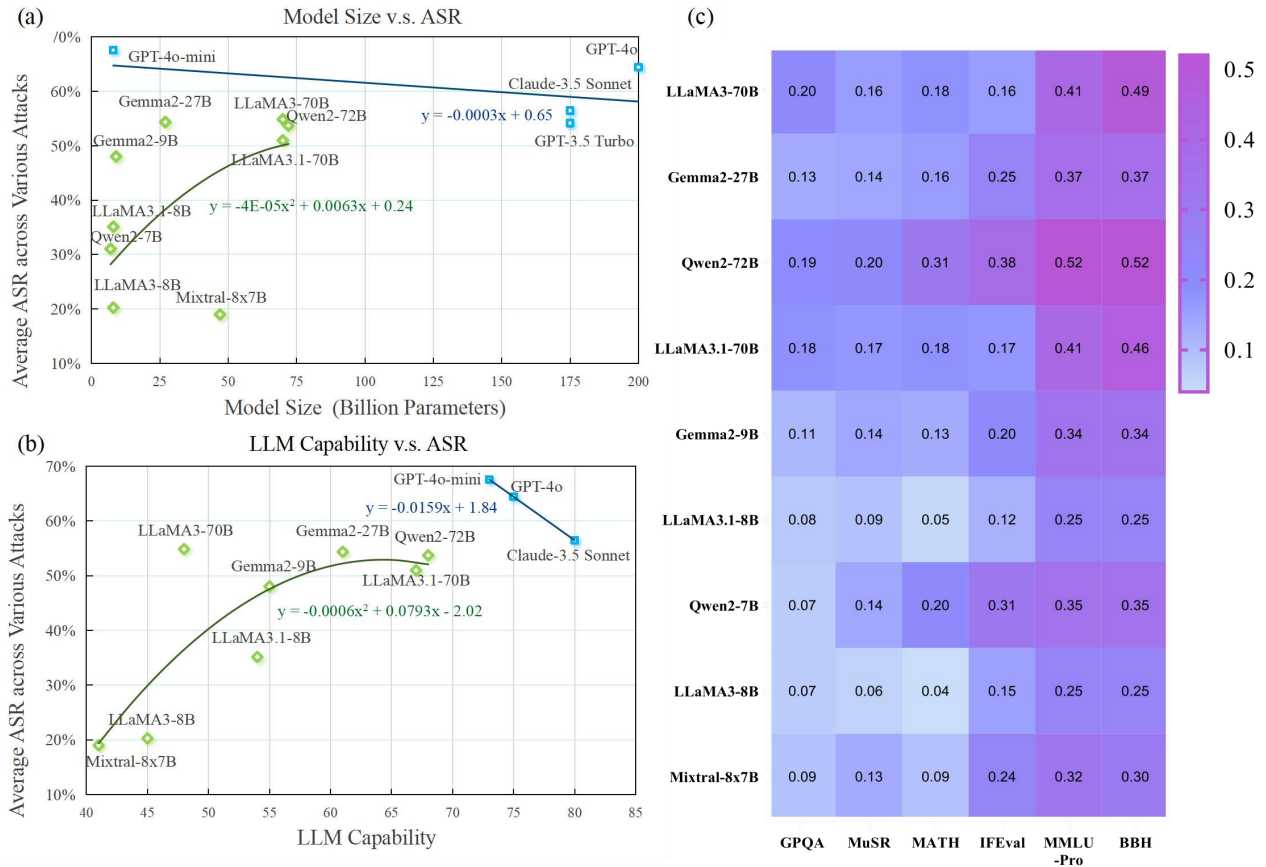 (a)
Model Size v.s. ASR
Average ASR across Various Attacks
70%
60%
50%
40%
30%
20%
10%
GPT-4o-mini
GPT-4o
Claude-3.5 Sonnet
Gemma2-27B
LLaMA3-70B
Qwen2-72B
y = -0.0003x + 0.65
GPT-3.5 Turbo
Gemma2-9B
LLaMA3.1-70B
LLaMA3.1-8B
y = -4E-05x² + 0.0063x + 0.24
Qwen2-7B
LLaMA3-8B
Mixtral-8x7B
0 25 50 75 100 125 150 175 200
Model Size (Billion Parameters)
(b)
LLM Capability v.s. ASR
Average ASR across Various Attacks
70%
60%
50%
40%
30%
20%
10%
GPT-4o-mini
GPT-4o
y = -0.0159x + 1.84
LLaMA3-70B
Gemma2-27B
Qwen2-72B
Claude-3.5 Sonnet
Gemma2-9B
LLaMA3.1-70B
y = -0.0006x² + 0.0793x - 2.02
LLaMA3.1-8B
LLaMA3-8B
Mixtral-8x7B
40 45 50 55 60 65 70 75 80 85
LLM Capability
(c)
LLaMA3-70B 0.20 0.16 0.18 0.16 0.41 0.49
Gemma2-27B 0.13 0.14 0.16 0.25 0.37 0.37
Qwen2-72B 0.19 0.20 0.31 0.38 0.52 0.52
LLaMA3.1-70B 0.18 0.17 0.18 0.17 0.41 0.46
Gemma2-9B 0.11 0.14 0.13 0.20 0.34 0.34
LLaMA3.1-8B 0.08 0.09 0.05 0.12 0.25 0.25
Qwen2-7B 0.07 0.14 0.20 0.31 0.35 0.35
LLaMA3-8B 0.07 0.06 0.04 0.15 0.25 0.25
Mixtral-8x7B 0.09 0.13 0.09 0.24 0.32 0.30
GPQA MuSR MATH IFEval MMLU BBH
-Pro
0.5
0.4
0.3
0.2
0.1